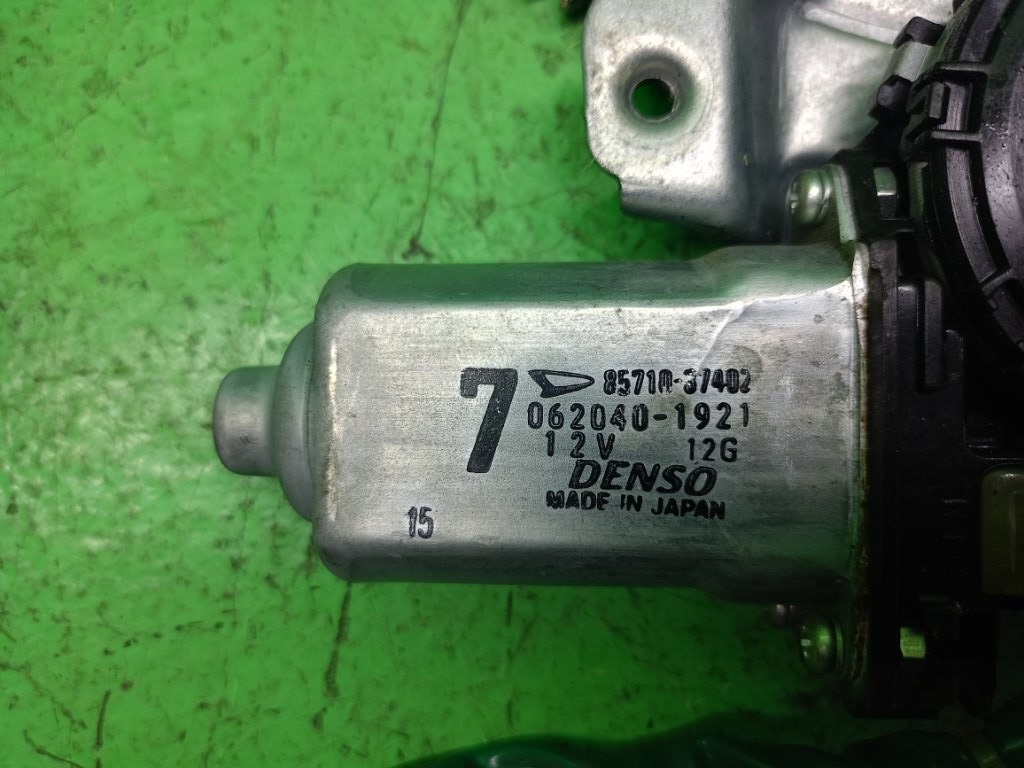 7
85710-37402
062040-1921
12V 12G
DENSO
MADE IN JAPAN
15